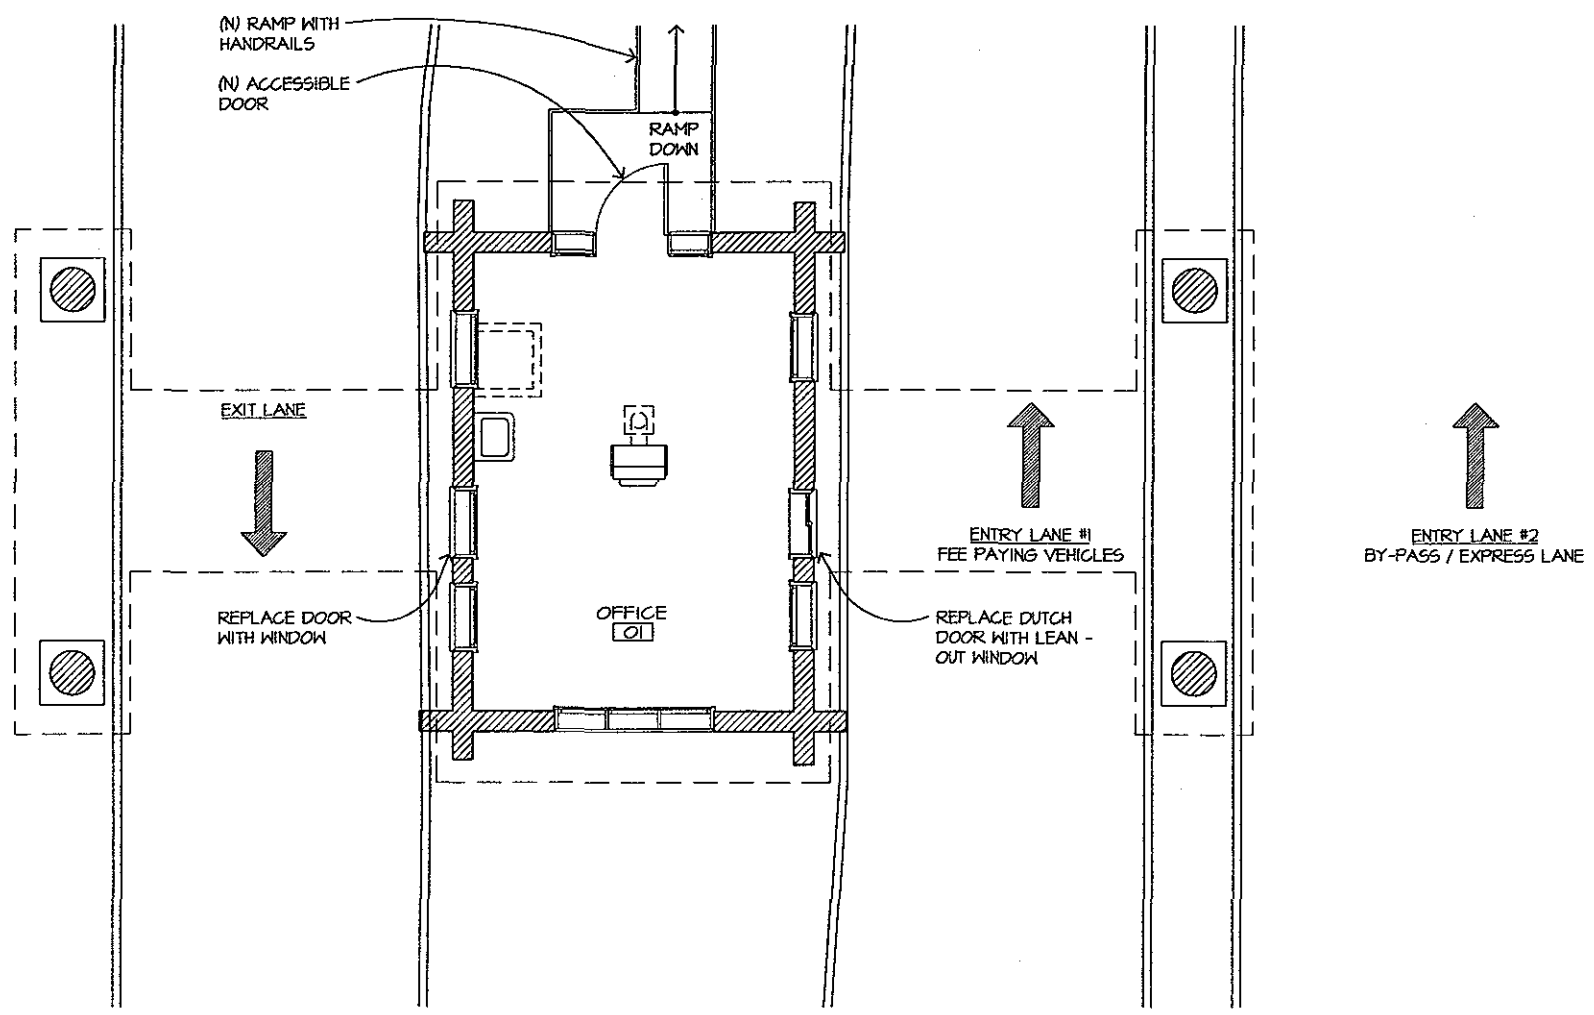 (N) RAMP WITH
HANDRAILS
(N) ACCESSIBLE
DOOR
RAMP
DOWN
EXIT LANE
ENTRY LANE #1
FEE PAYING VEHICLES
ENTRY LANE #2
BY-PASS / EXPRESS LANE
REPLACE DOOR
WITH WINDOW
OFFICE
01
REPLACE DUTCH
DOOR WITH LEAN -
OUT WINDOW